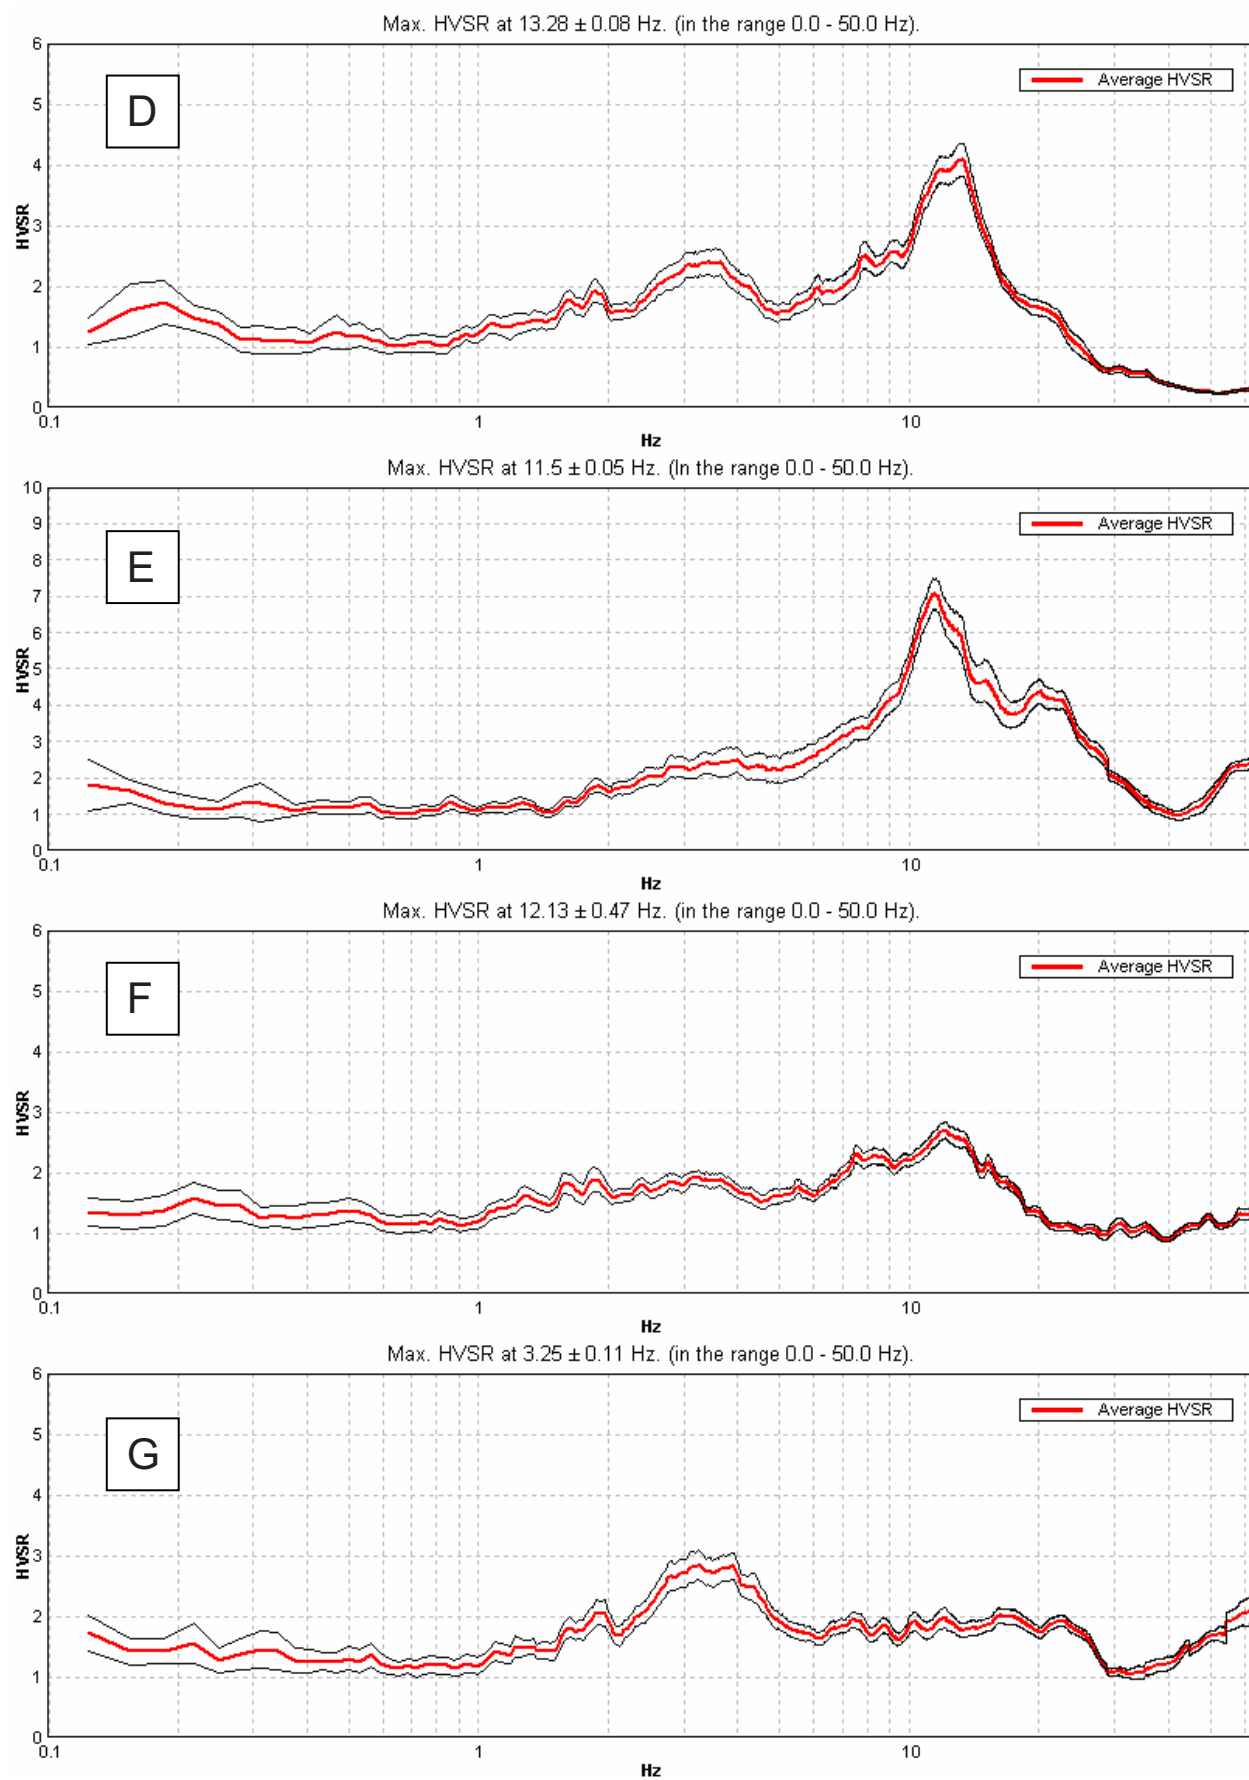 Max. HVSR at 13.28 ± 0.08 Hz. (in the range 0.0 - 50.0 Hz).
6
Average HVSR
D
5
4
3
HVSR
2
1
0
0.1 1 10
Hz
Max. HVSR at 11.5 ± 0.05 Hz. (In the range 0.0 - 50.0 Hz).
10
9
Average HVSR
E
8
7
6
5
HVSR
4
3
2
1
0
0.1 1 10
Hz
Max. HVSR at 12.13 ± 0.47 Hz. (in the range 0.0 - 50.0 Hz).
6
Average HVSR
F
5
4
3
HVSR
2
1
0
0.1 1 10
Hz
Max. HVSR at 3.25 ± 0.11 Hz. (in the range 0.0 - 50.0 Hz).
6
Average HVSR
G
5
4
3
HVSR
2
1
0
0.1 1 10
Hz